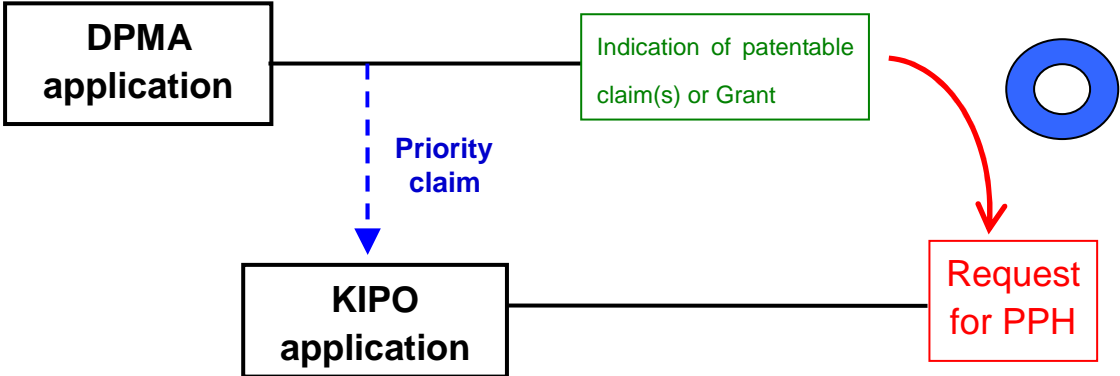 DPMA
application
Indication of patentable
claim(s) or Grant
Priority
claim
KIPO
application
Request
for PPH